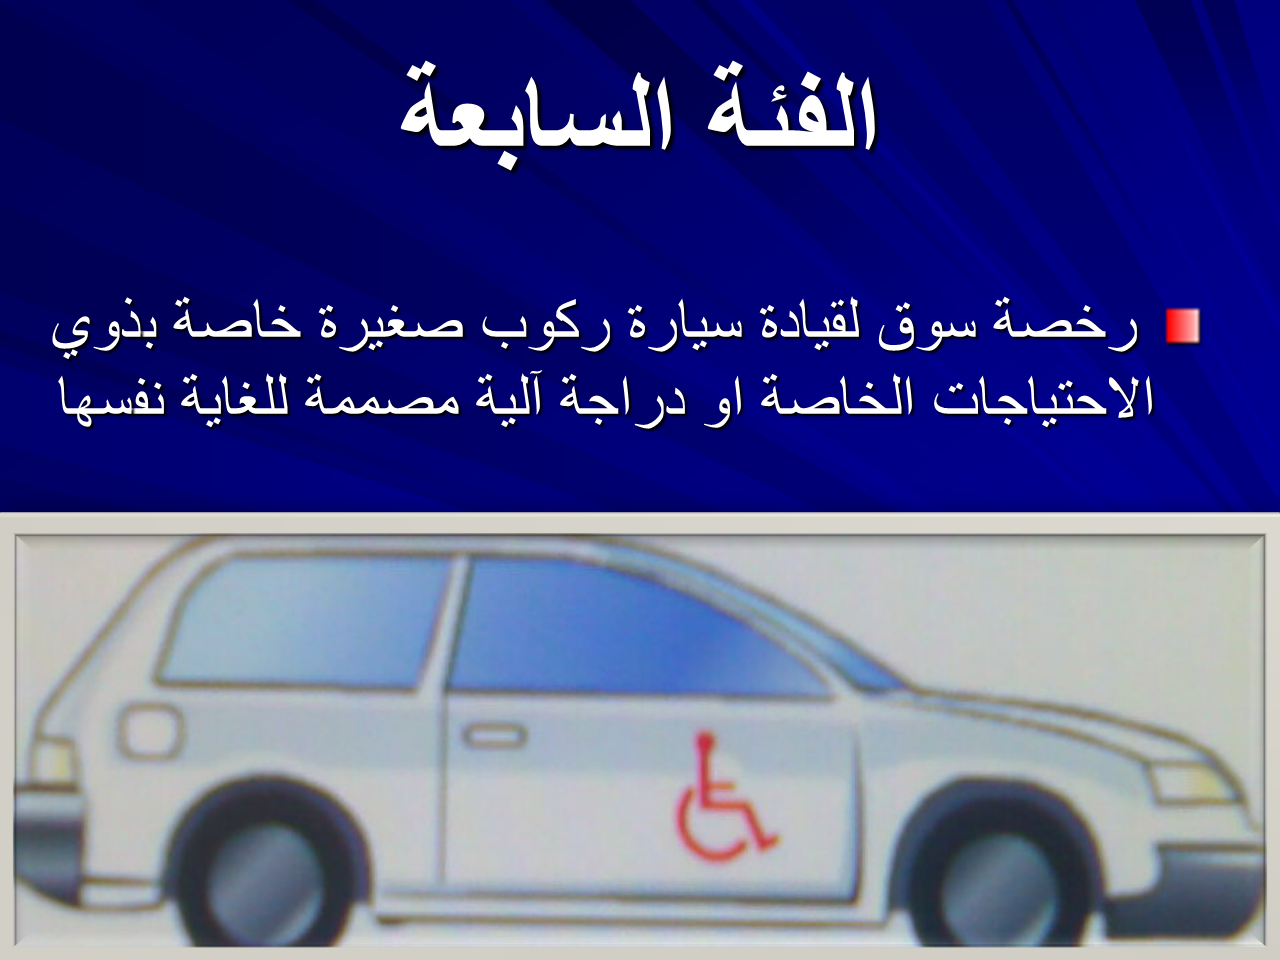 الفئة السابعة
رخصة سوق لقيادة سيارة ركوب صغيرة خاصة بذوي
الاحتياجات الخاصة او دراجة آلية مصممة للغاية نفسها